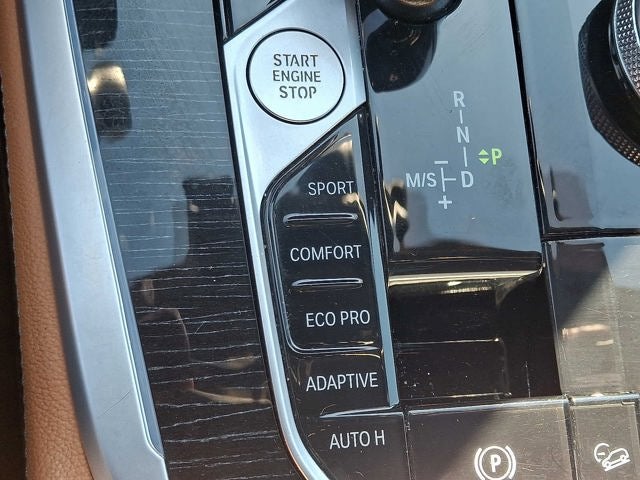 START
ENGINE
STOP
R
N
P
M/S
D
SPORT
COMFORT
ECO PRO
ADAPTIVE
AUTO H
P